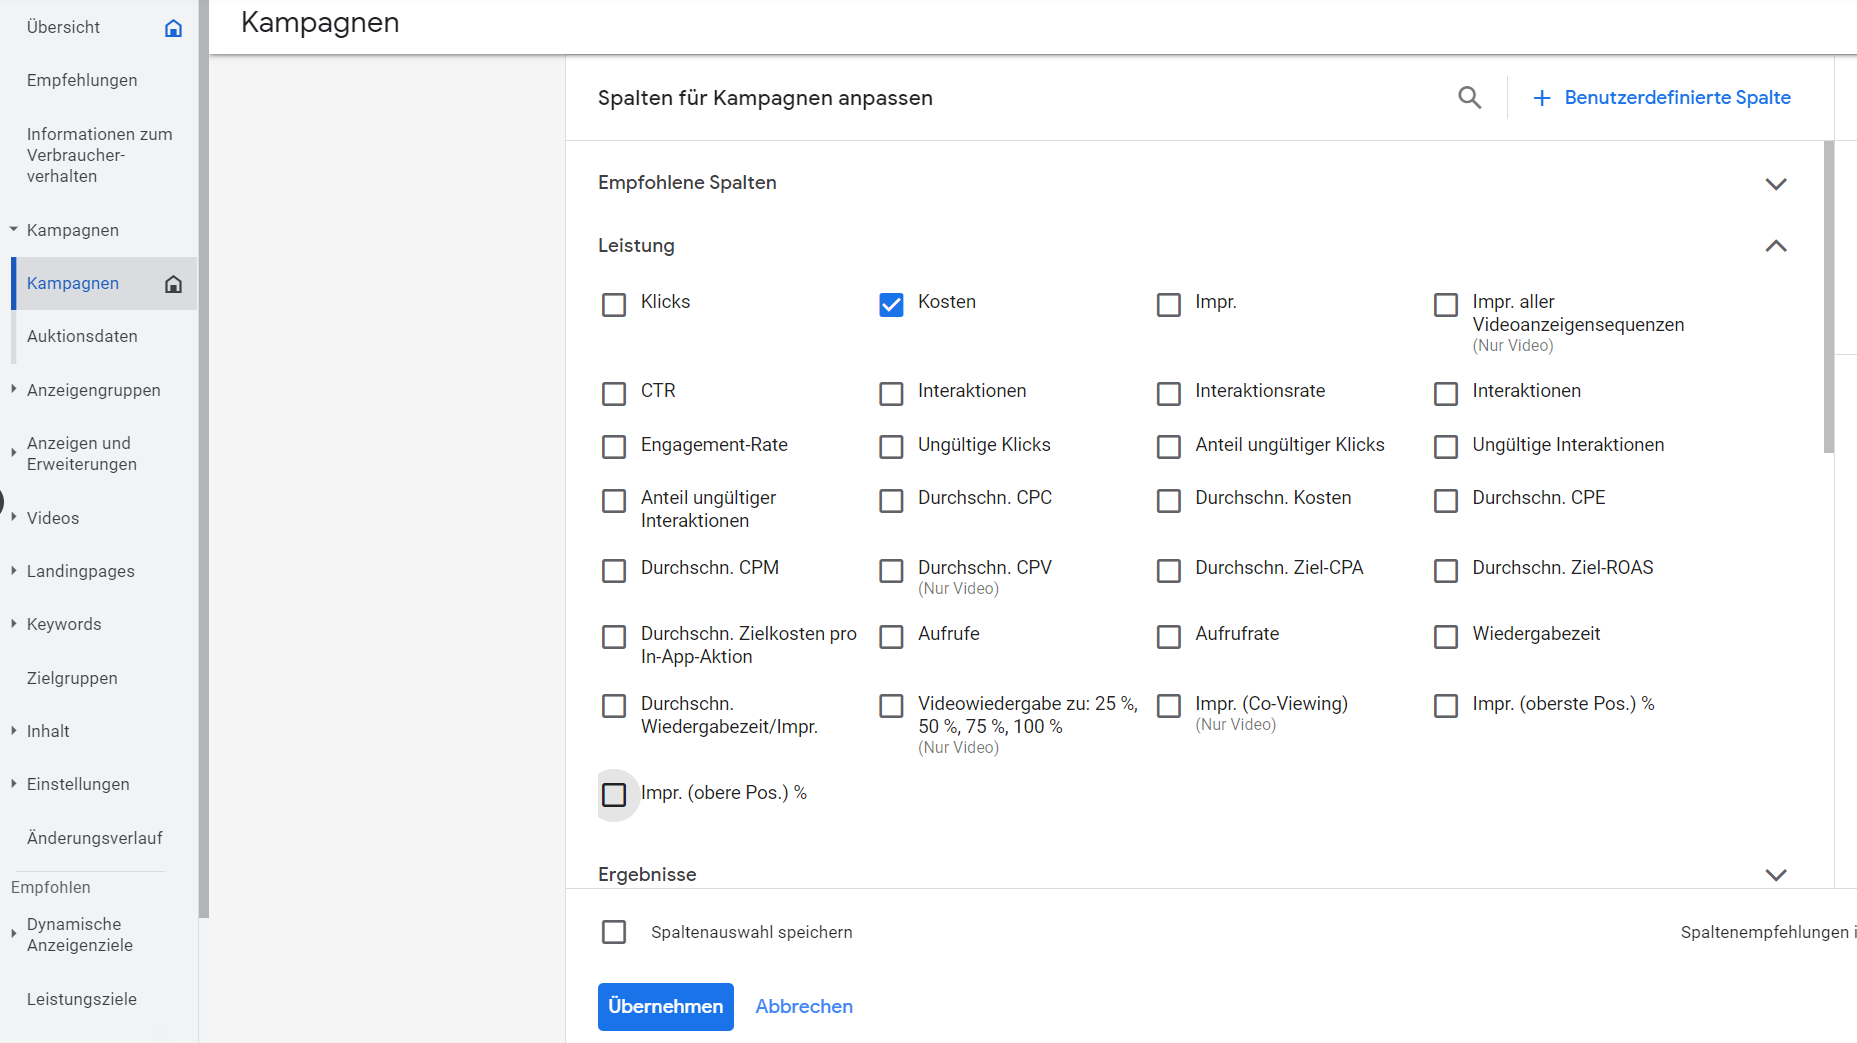 Übersicht
Empfehlungen
Informationen zum
Verbraucher-
verhalten
Kampagnen
Kampagnen
Auktionsdaten
Anzeigengruppen
Anzeigen und
Erweiterungen
Videos
Landingpages
Keywords
Zielgruppen
Inhalt
Einstellungen
Änderungsverlauf
Empfohlen
Dynamische
Anzeigenziele
Leistungsziele
Kampagnen
Spalten für Kampagnen anpassen
Benutzerdefinierte Spalte
Empfohlene Spalten
Leistung
Klicks
Kosten
Impr.
Impr. aller
Videoanzeigensequenzen
(Nur Video)
CTR
Interaktionen
Interaktionsrate
Interaktionen
Engagement-Rate
Ungültige Klicks
Anteil ungültiger Klicks
Ungültige Interaktionen
Anteil ungültiger
Interaktionen
Durchschn. CPC
Durchschn. Kosten
Durchschn. CPE
Durchschn. CPM
Durchschn. CPV
(Nur Video)
Durchschn. Ziel-CPA
Durchschn. Ziel-ROAS
Durchschn. Zielkosten pro
In-App-Aktion
Aufrufe
Aufrufrate
Wiedergabezeit
Durchschn.
Wiedergabezeit/Impr.
Videowiedergabe zu: 25 %,
50 %, 75 %, 100 %
(Nur Video)
Impr. (Co-Viewing)
(Nur Video)
Impr. (oberste Pos.) %
Impr. (obere Pos.) %
Ergebnisse
Spaltenauswahl speichern
Spaltenempfehlungen i
Übernehmen
Abbrechen